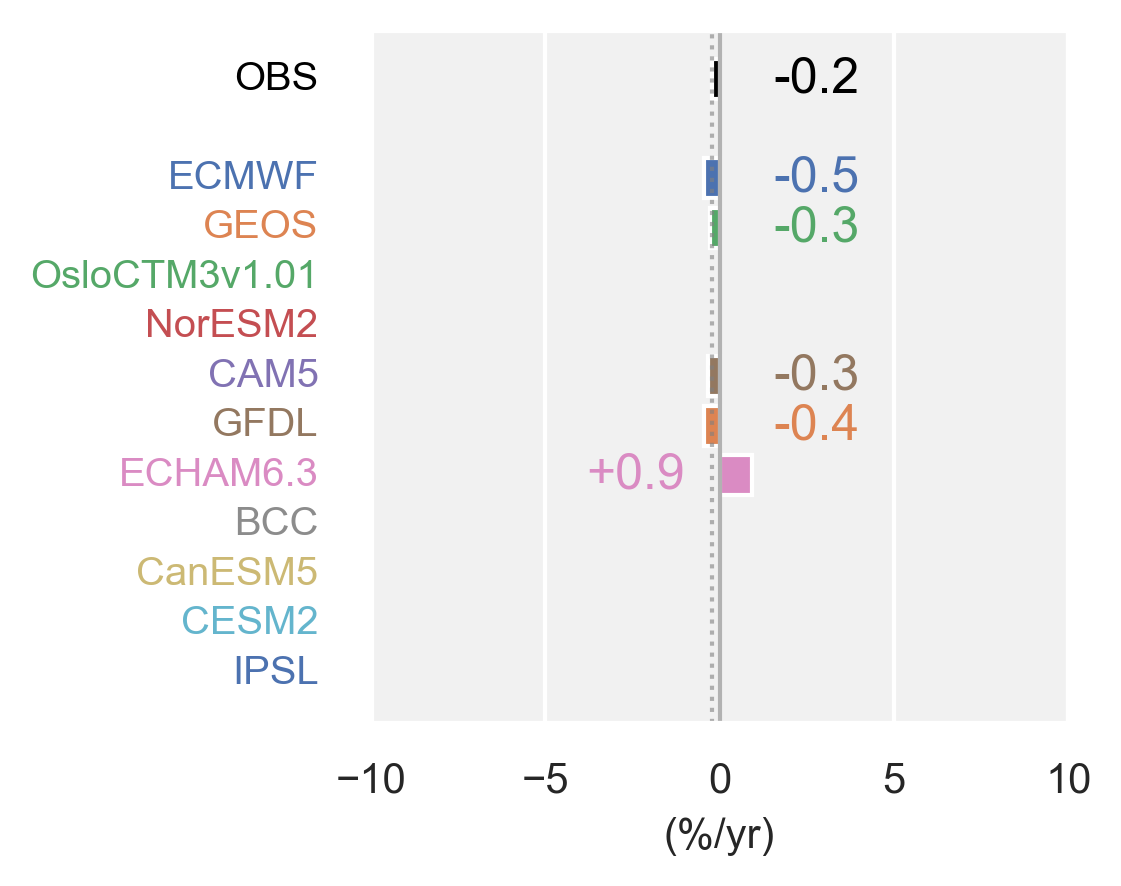 OBS -0.2
ECMWF -0.5
GEOS -0.3
OsloCTM3v1.01
NorESM2
CAM5 -0.3
GFDL -0.4
ECHAM6.3 +0.9
BCC
CanESM5
CESM2
IPSL
−10 −5 0 5 10
(%/yr)